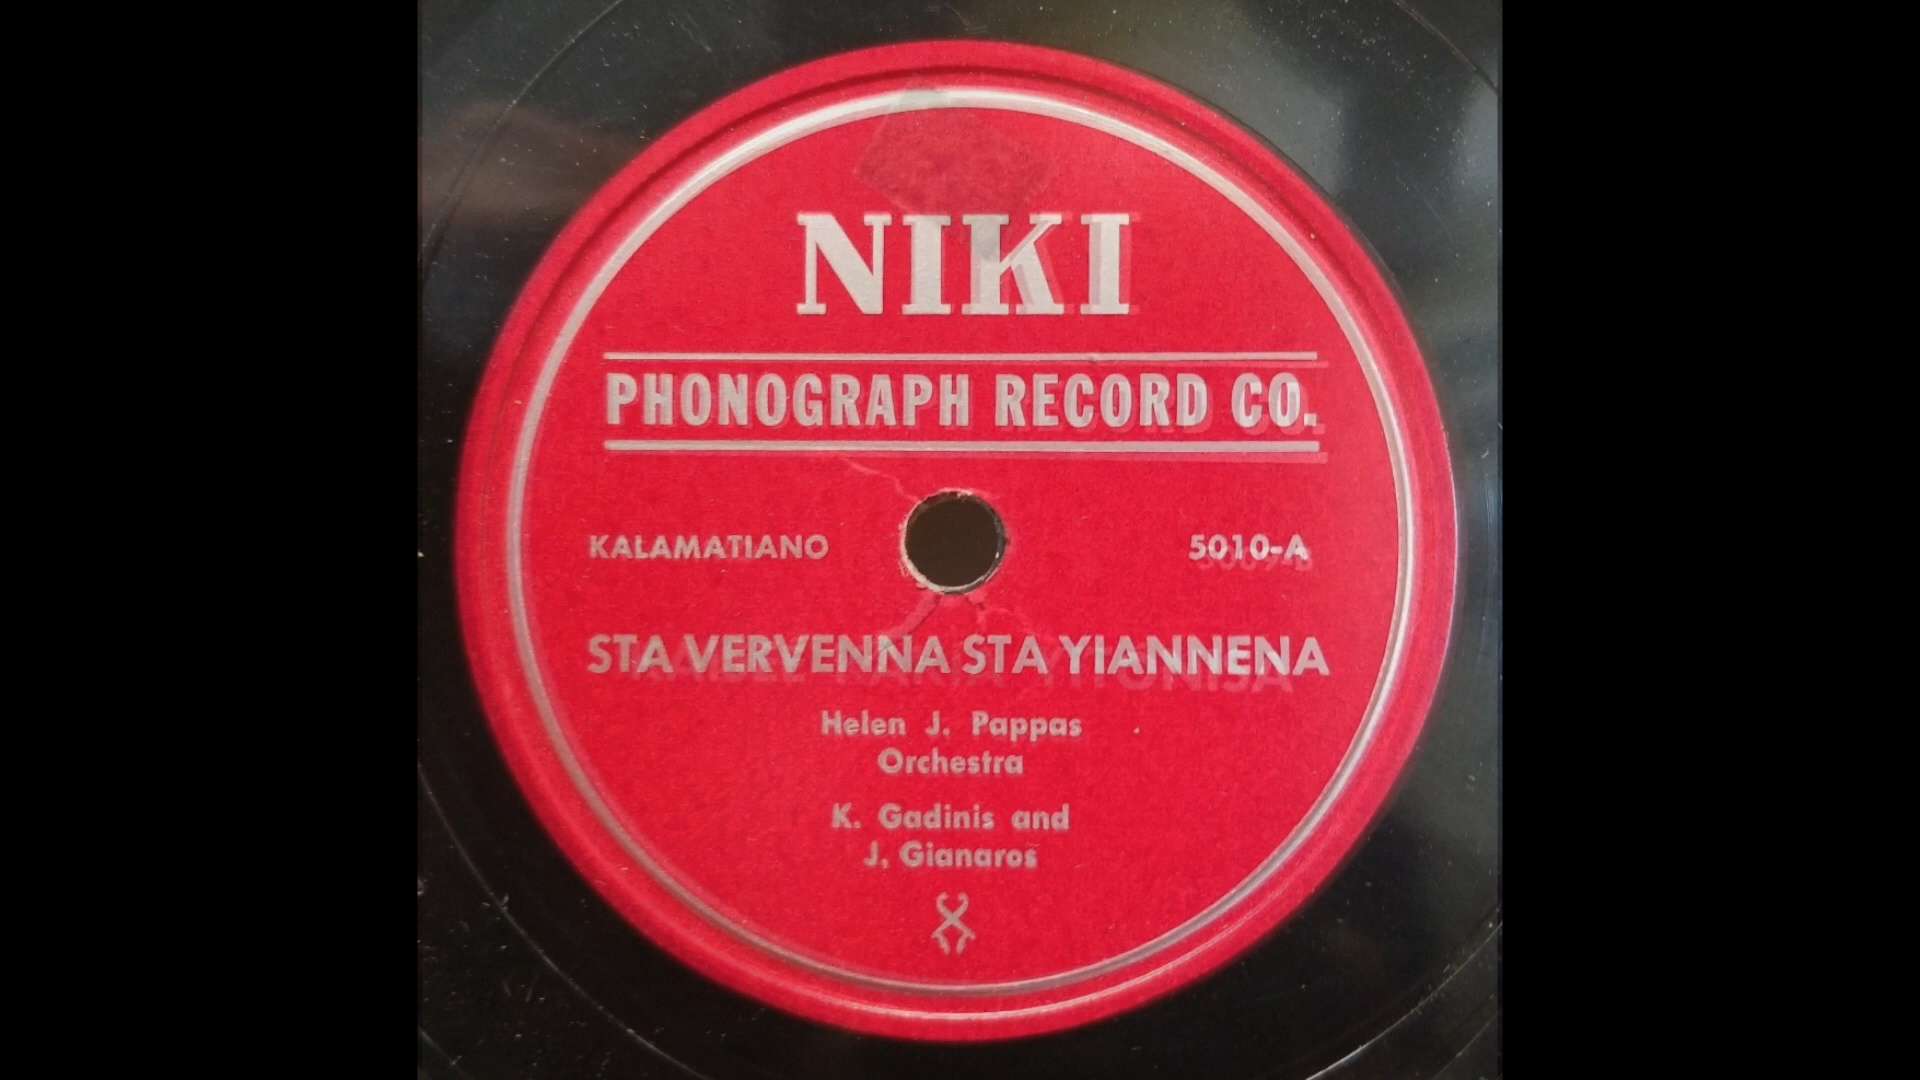 NIKI
PHONOGRAPH RECORD CO.
KALAMATIANO 5010-A
STA VERVENNA STA YIANNENA
Helen J. Pappas
Orchestra
K. Gadinis and
J, Gianaros